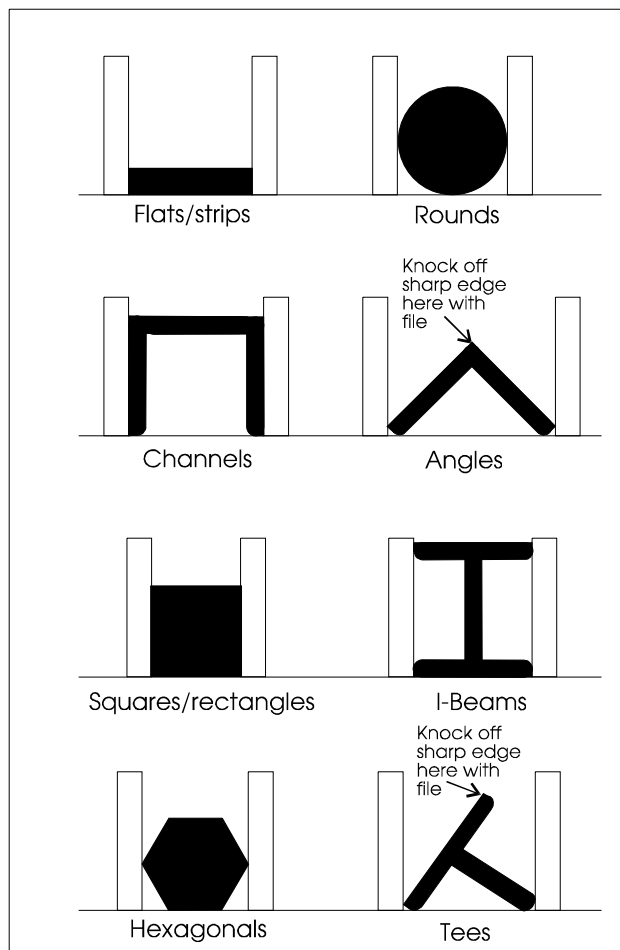 Flats/strips
Rounds
Knock off
sharp edge
here with
file
Channels
Angles
Squares/rectangles
I-Beams
Knock off
sharp edge
here with
file
Hexagonals
Tees